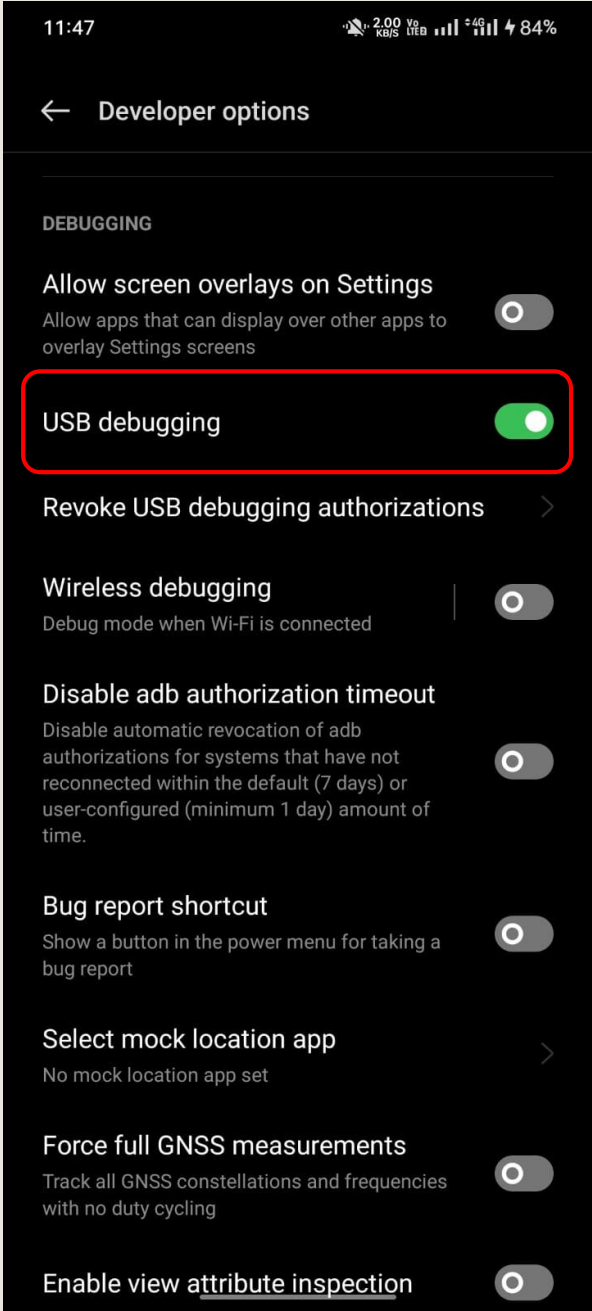 11:47 2.00 KB/S Vo LTE 4G 84%
Developer options
DEBUGGING
Allow screen overlays on Settings
Allow apps that can display over other apps to
overlay Settings screens
USB debugging
Revoke USB debugging authorizations
Wireless debugging
Debug mode when Wi-Fi is connected
Disable adb authorization timeout
Disable automatic revocation of adb
authorizations for systems that have not
reconnected within the default (7 days) or
user-configured (minimum 1 day) amount of
time.
Bug report shortcut
Show a button in the power menu for taking a
bug report
Select mock location app
No mock location app set
Force full GNSS measurements
Track all GNSS constellations and frequencies
with no duty cycling
Enable view attribute inspection